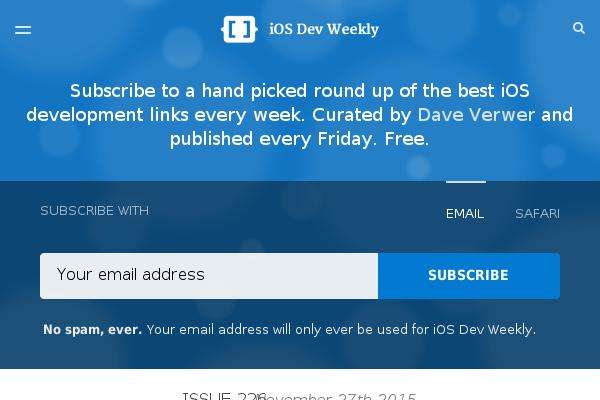 iOS Dev Weekly
Subscribe to a hand picked round up of the best iOS
development links every week. Curated by Dave Verwer and
published every Friday. Free.
SUBSCRIBE WITH
EMAIL
SAFARI
Your email address
SUBSCRIBE
No spam, ever. Your email address will only ever be used for iOS Dev Weekly.
ISSUE 226 November 27th 2015